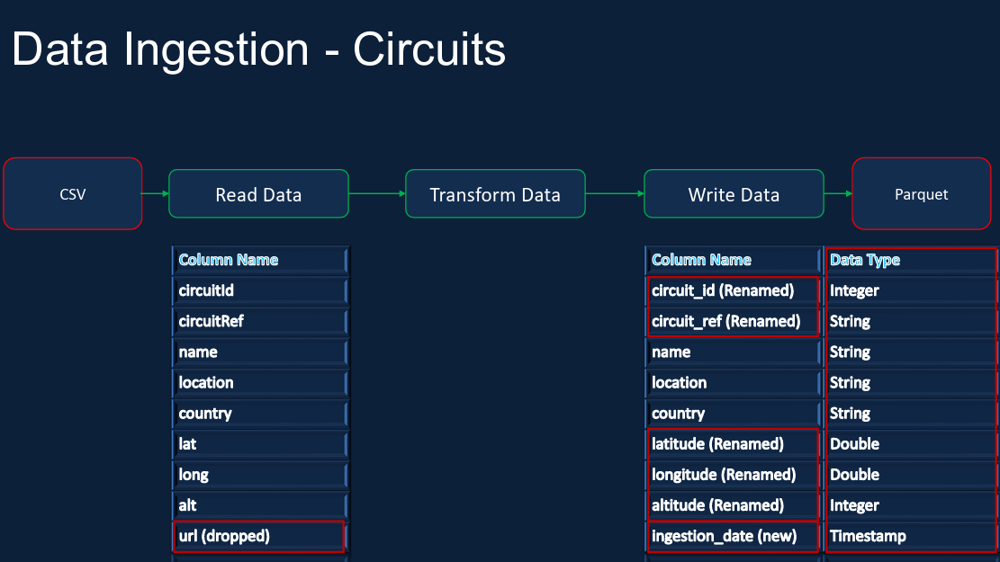 Data Ingestion - Circuits
CSV
Read Data
Transform Data
Write Data
Parquet
Column Name
circuitId
circuitRef
name
location
country
lat
long
alt
url (dropped)
Column Name Data Type
circuit_id (Renamed) Integer
circuit_ref (Renamed) String
name String
location String
country String
latitude (Renamed) Double
longitude (Renamed) Double
altitude (Renamed) Integer
ingestion_date (new) Timestamp